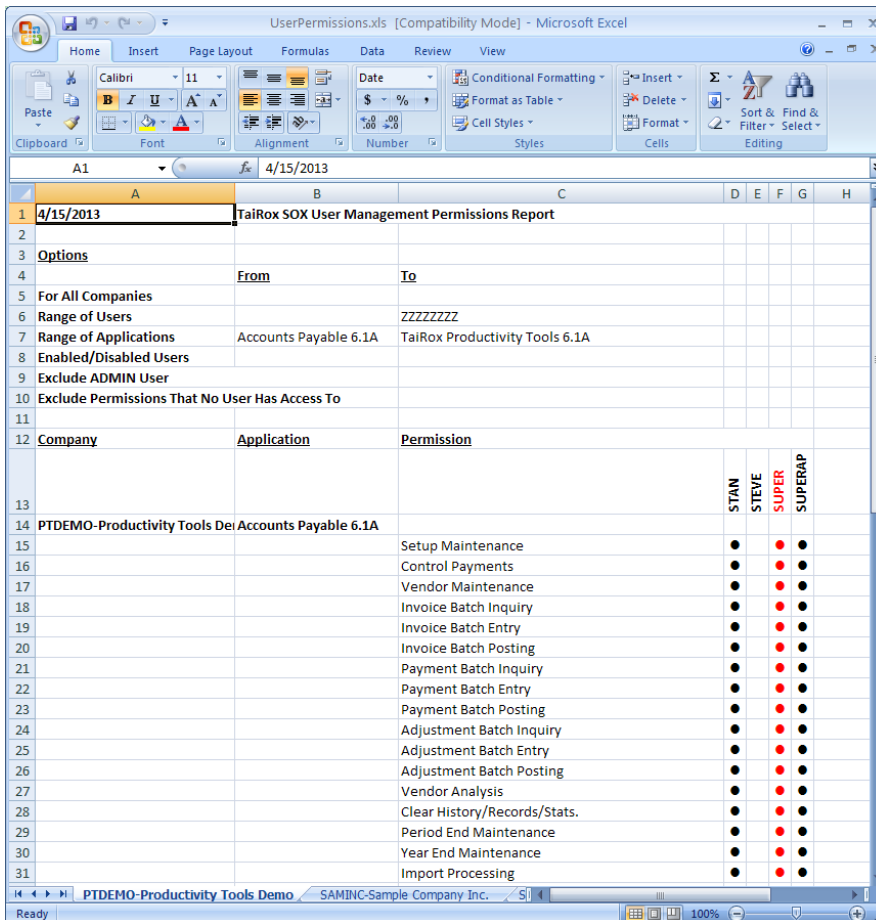 UserPermissions.xls [Compatibility Mode] - Microsoft Excel
Home Insert Page Layout Formulas Data Review View
Paste
Calibri 11
B I U A A
A
Date
$ % ,
.0 .00 .00 .0
Conditional Formatting
Format as Table
Cell Styles
Insert
Delete
Format
Σ
Sort & Filter
Find & Select
Clipboard Font Alignment Number Styles Cells Editing
A1 fx 4/15/2013
A B C D E F G H
1 4/15/2013 TaiRox SOX User Management Permissions Report
2
3 Options
4 From To
5 For All Companies
6 Range of Users ZZZZZZZZ
7 Range of Applications Accounts Payable 6.1A TaiRox Productivity Tools 6.1A
8 Enabled/Disabled Users
9 Exclude ADMIN User
10 Exclude Permissions That No User Has Access To
11
12 Company Application Permission
13 STAN STEVE SUPER SUPERAP
14 PTDEMO-Productivity Tools De Accounts Payable 6.1A
15 Setup Maintenance ● ● ●
16 Control Payments ● ● ●
17 Vendor Maintenance ● ● ●
18 Invoice Batch Inquiry ● ● ●
19 Invoice Batch Entry ● ● ●
20 Invoice Batch Posting ● ● ●
21 Payment Batch Inquiry ● ● ●
22 Payment Batch Entry ● ● ●
23 Payment Batch Posting ● ● ●
24 Adjustment Batch Inquiry ● ● ●
25 Adjustment Batch Entry ● ● ●
26 Adjustment Batch Posting ● ● ●
27 Vendor Analysis ● ● ●
28 Clear History/Records/Stats. ● ● ●
29 Period End Maintenance ● ● ●
30 Year End Maintenance ● ● ●
31 Import Processing ● ● ●
PTDEMO-Productivity Tools Demo SAMINC-Sample Company Inc. S
Ready 100%